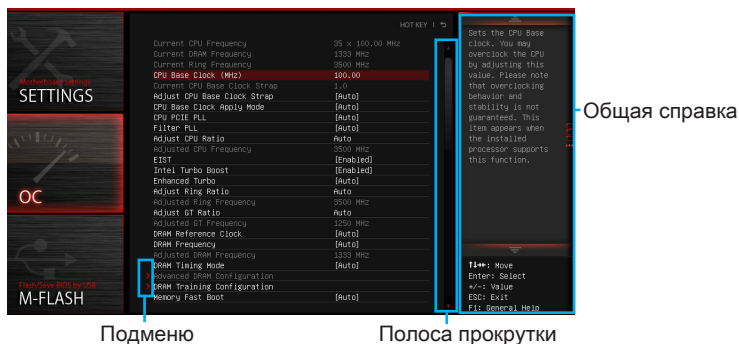 HOT KEY | ⮌
Current CPU Frequency 35 x 100.00 MHz
Current DRAM Frequency 1333 MHz
Current Ring Frequency 3500 MHz
CPU Base Clock (MHz) 100.00
Current CPU Base Clock Strap 1.0
Adjust CPU Base Clock Strap [Auto]
CPU Base Clock Apply Mode [Auto]
CPU PCIE PLL [Auto]
Filter PLL [Auto]
Adjust CPU Ratio Auto
Adjusted CPU Frequency 3500 MHz
EIST [Enabled]
Intel Turbo Boost [Enabled]
Enhanced Turbo [Auto]
Adjust Ring Ratio Auto
Adjusted Ring Frequency 3500 MHz
Adjust GT Ratio Auto
Adjusted GT Frequency 1250 MHz
DRAM Reference Clock [Auto]
DRAM Frequency [Auto]
Adjusted DRAM Frequency 1333 MHz
DRAM Timing Mode [Auto]
> Advanced DRAM Configuration
> DRAM Training Configuration
Memory Fast Boot [Auto]
Motherboard settings
SETTINGS
OC
Flash/Save BIOS by USB
M-FLASH
Sets the CPU Base
clock. You may
overclock the CPU
by adjusting this
value. Please note
that overclocking
behavior and
stability is not
guaranteed. This
item appears when
the installed
processor supports
this function.
↑↓→←: Move
Enter: Select
+/-: Value
ESC: Exit
F1: General Help
Общая справка
Подменю
Полоса прокрутки